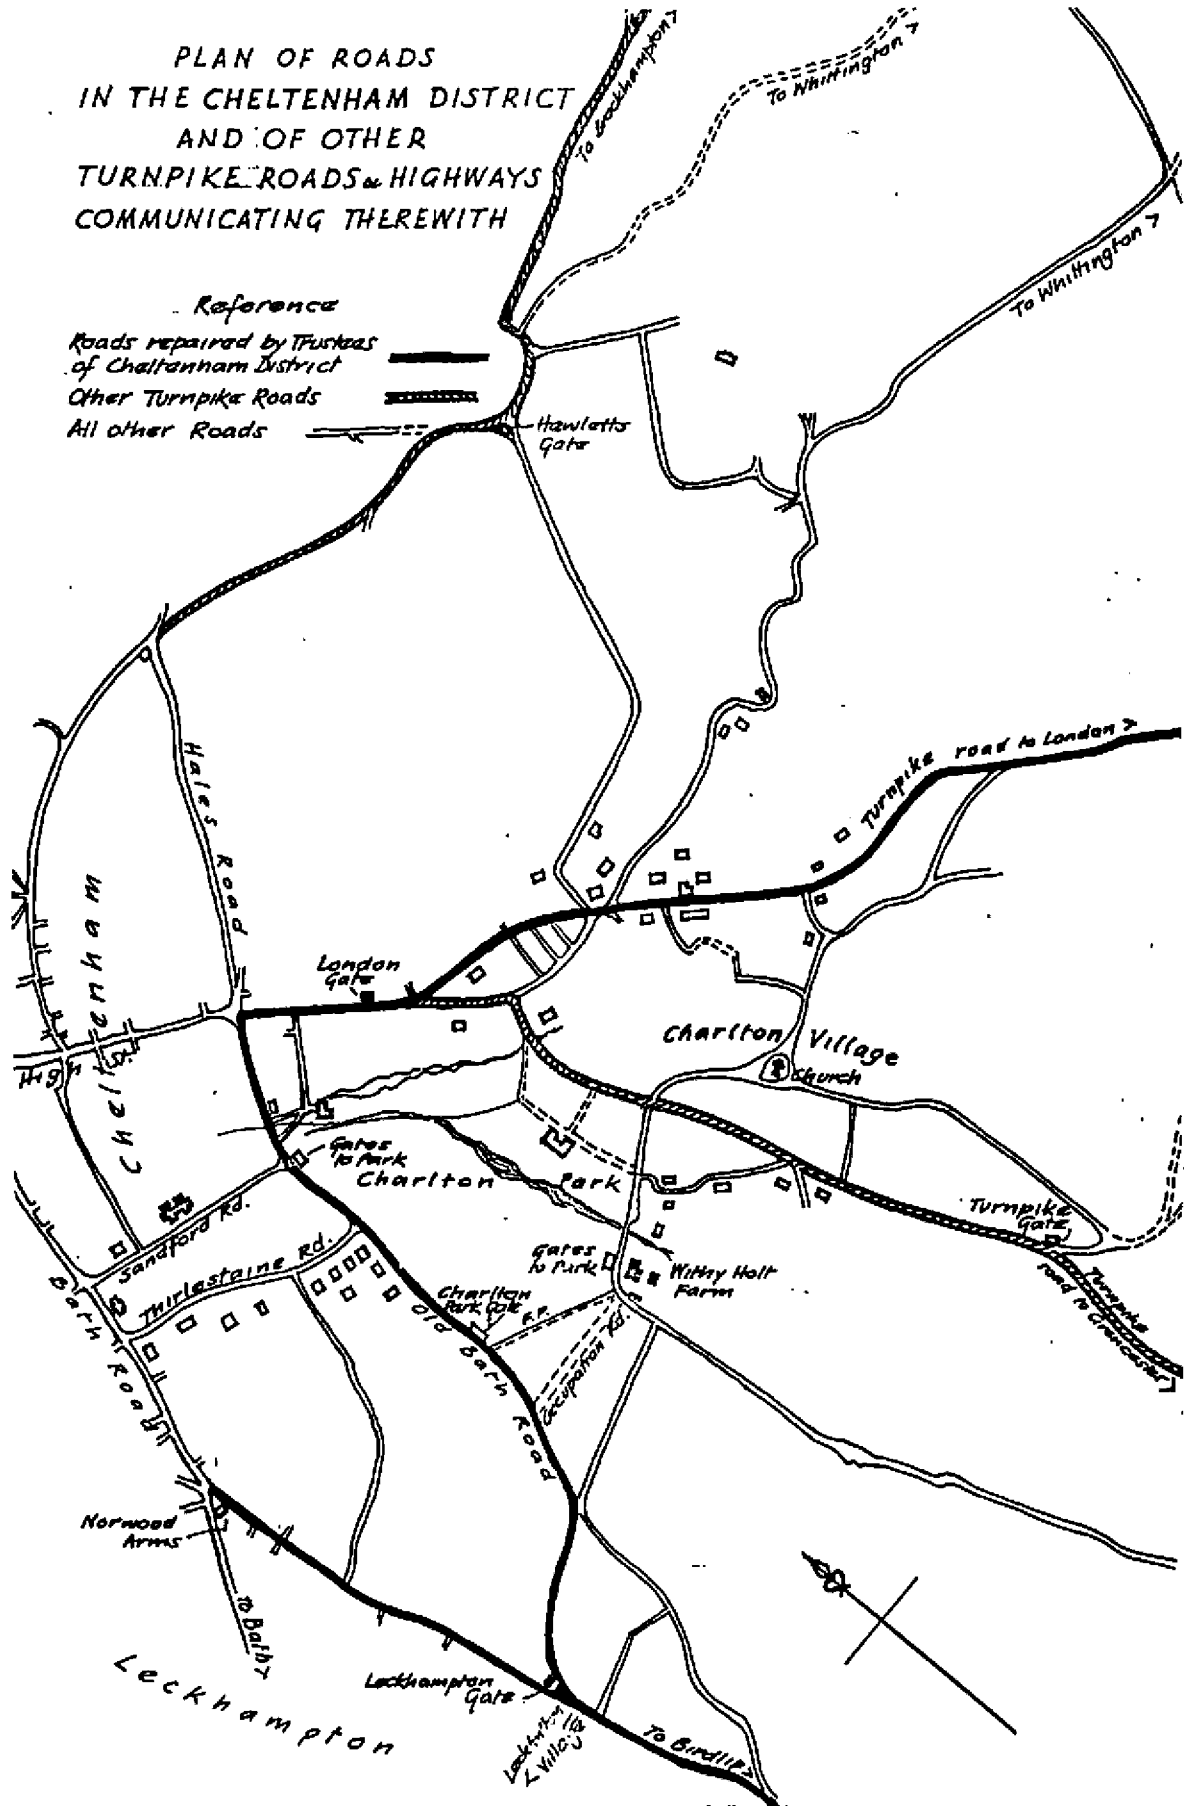 PLAN OF ROADS
IN THE CHELTENHAM DISTRICT
AND OF OTHER
TURNPIKE ROADS & HIGHWAYS
COMMUNICATING THEREWITH
Reference
Roads repaired by Trustees
of Cheltenham District
Other Turnpike Roads
All other Roads
To Brockhampton >
To Whittington >
To Whittington >
Hewletts
Gate
Hales Road
Turnpike road to London >
Cheltenham
London
Gate
High St.
Charlton Village
Church
Gates
to Park
Charlton Park
Sandford Rd.
Thirlestaine Rd.
Turnpike
Gate
Turnpike
road to Cirencester
Gates
to Park
Withy Holt
Farm
Charlton
Park Gate
F.P.
Occupation Rd.
Old Bath Road
Bath Road
Norwood
Arms
To Bath >
Leckhampton
Leckhampton
Gate
Village
To Birdlip >